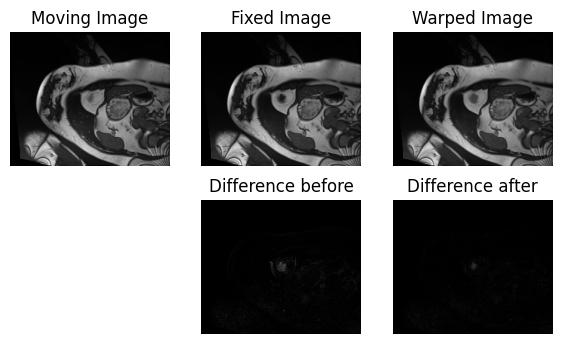 Moving Image
Fixed Image
Warped Image
Difference before
Difference after